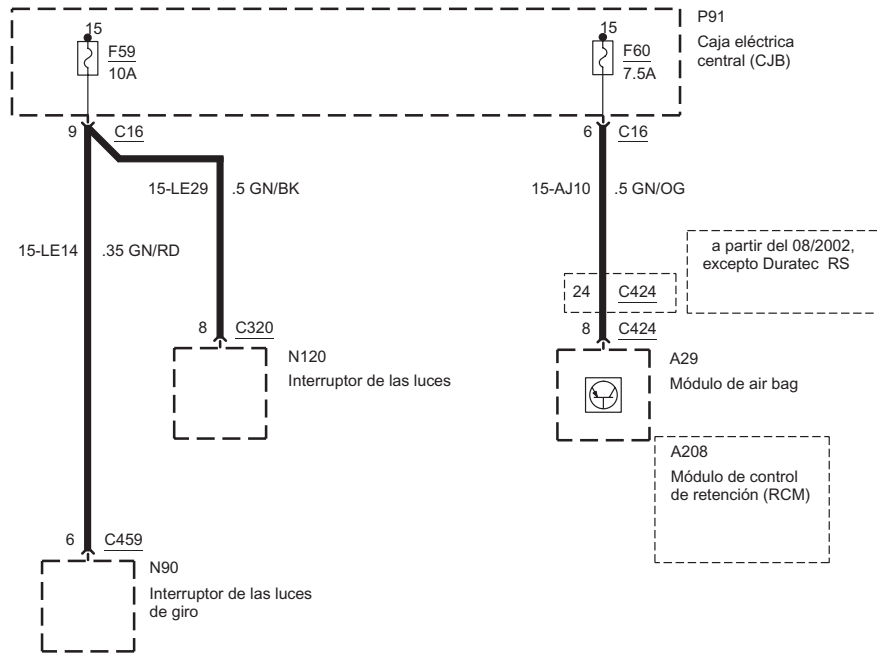 P91
Caja eléctrica
central (CJB)
15
F59
10A
15
F60
7.5A
9 C16
6 C16
15-LE29 .5 GN/BK
15-AJ10 .5 GN/OG
15-LE14 .35 GN/RD
a partir del 08/2002,
excepto Duratec RS
24 C424
8 C320
8 C424
N120
Interruptor de las luces
A29
Módulo de air bag
A208
Módulo de control
de retención (RCM)
6 C459
N90
Interruptor de las luces
de giro